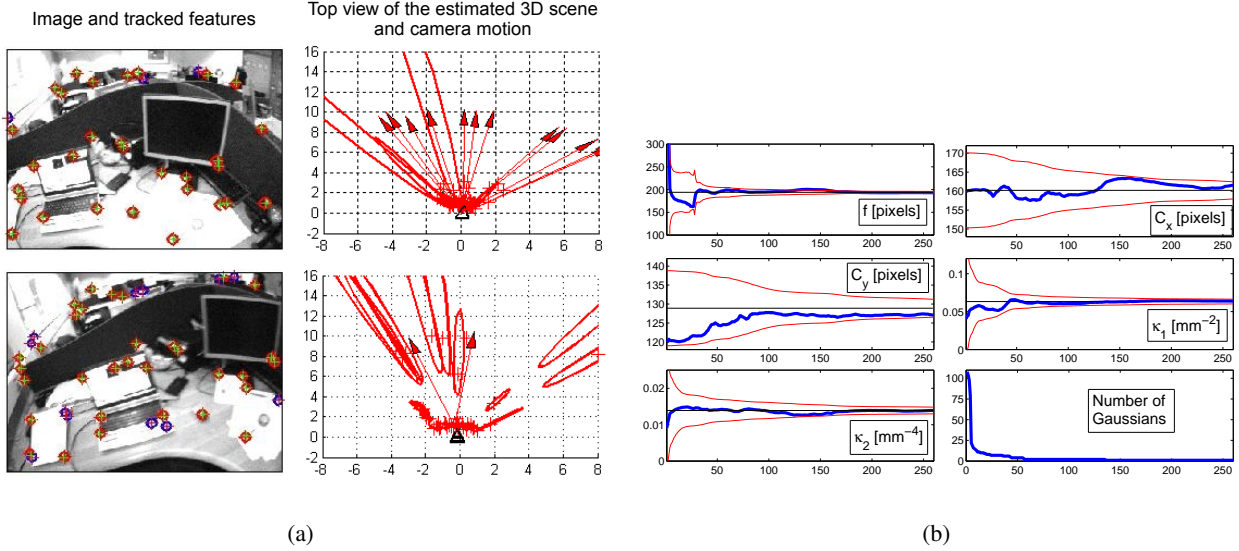 Image and tracked features
Top view of the estimated 3D scene
and camera motion
16
14
12
10
8
6
4
2
0
-2
-8 -6 -4 -2 0 2 4 6 8
16
14
12
10
8
6
4
2
0
-2
-8 -6 -4 -2 0 2 4 6 8
(a)
300
250
200
150
100
50 100 150 200 250
f [pixels]
170
165
160
155
150
50 100 150 200 250
C_x [pixels]
140
135
130
125
120
50 100 150 200 250
C_y [pixels]
0.1
0.05
0
50 100 150 200 250
κ_1 [mm^−2]
0.02
0.01
0
50 100 150 200 250
κ_2 [mm^−4]
100
75
50
25
0
0 50 100 150 200 250
Number of
Gaussians
(b)